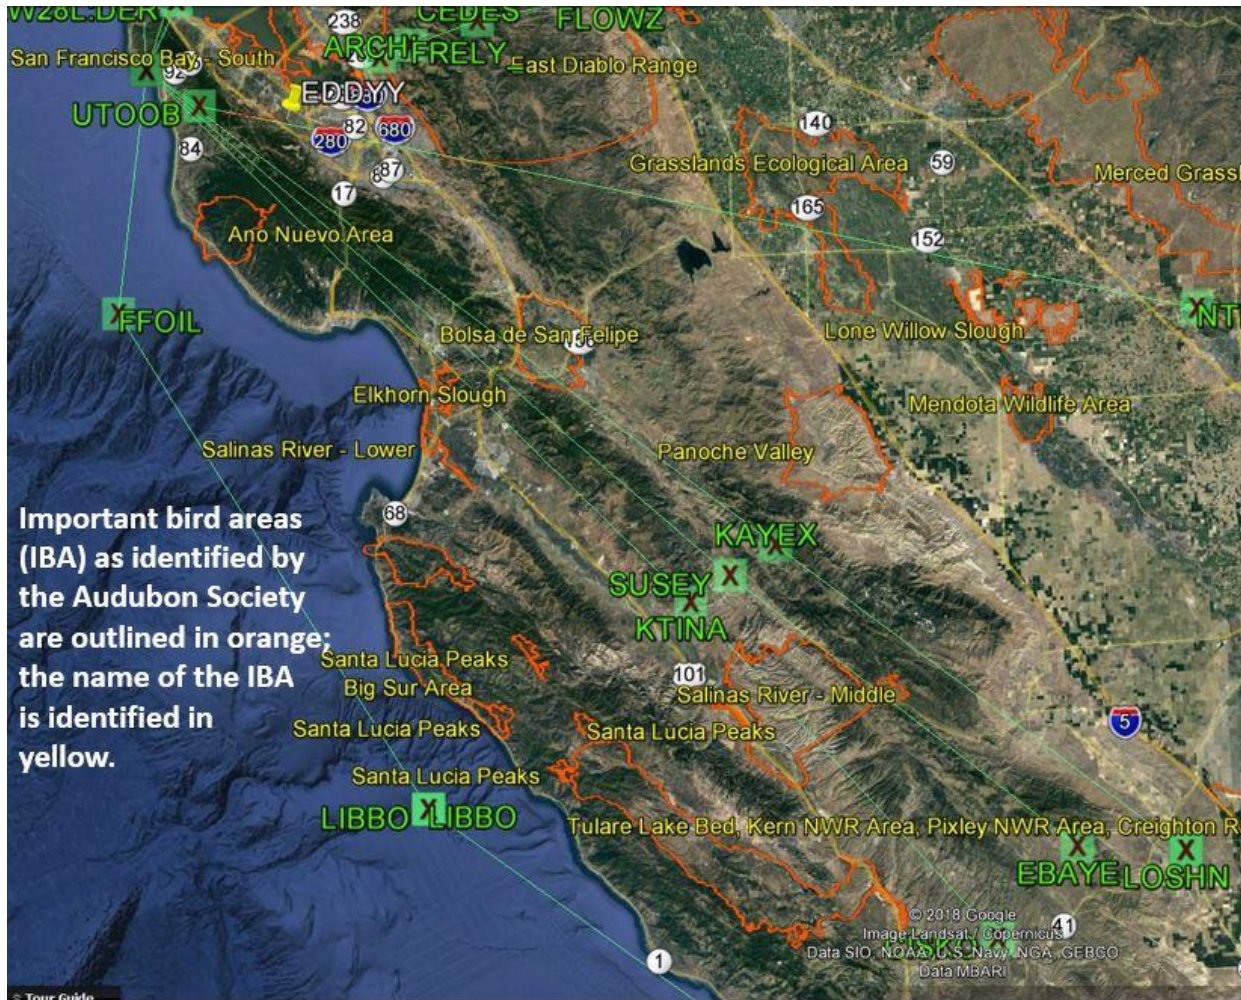 W28L.DER
238
CEDES
FLOWZ
ARCHI
FRELY
San Francisco Bay - South
92
East Diablo Range
EDDYY
UTOOB
82
280
680
140
84
87
Grasslands Ecological Area
59
Merced Grassl
17
165
Ano Nuevo Area
152
FFOIL
NT
Bolsa de San Felipe
Lone Willow Slough
Elkhorn Slough
Mendota Wildlife Area
Salinas River - Lower
Panoche Valley
68
Important bird areas
(IBA) as identified by
the Audubon Society
are outlined in orange;
the name of the IBA
is identified in
yellow.
KAYEX
SUSEY
KTINA
Santa Lucia Peaks
101
Big Sur Area
Salinas River - Middle
5
Santa Lucia Peaks
Santa Lucia Peaks
Santa Lucia Peaks
LIBBO LIBBO
Tulare Lake Bed, Kern NWR Area, Pixley NWR Area, Creighton R
EBAYE
LOSHN
© 2018 Google
41
Image Landsat / Copernicus
Data SIO, NOAA, U.S. Navy, NGA, GEBCO
Data MBARI
1
Tour Guide